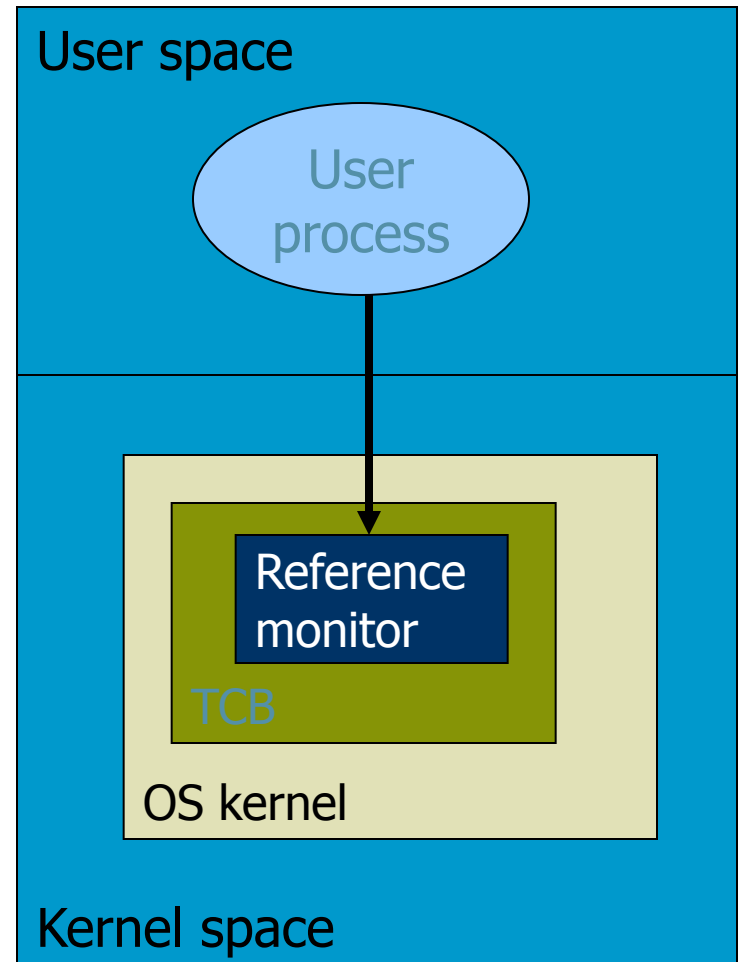 User space
User
process
Reference
monitor
TCB
OS kernel
Kernel space